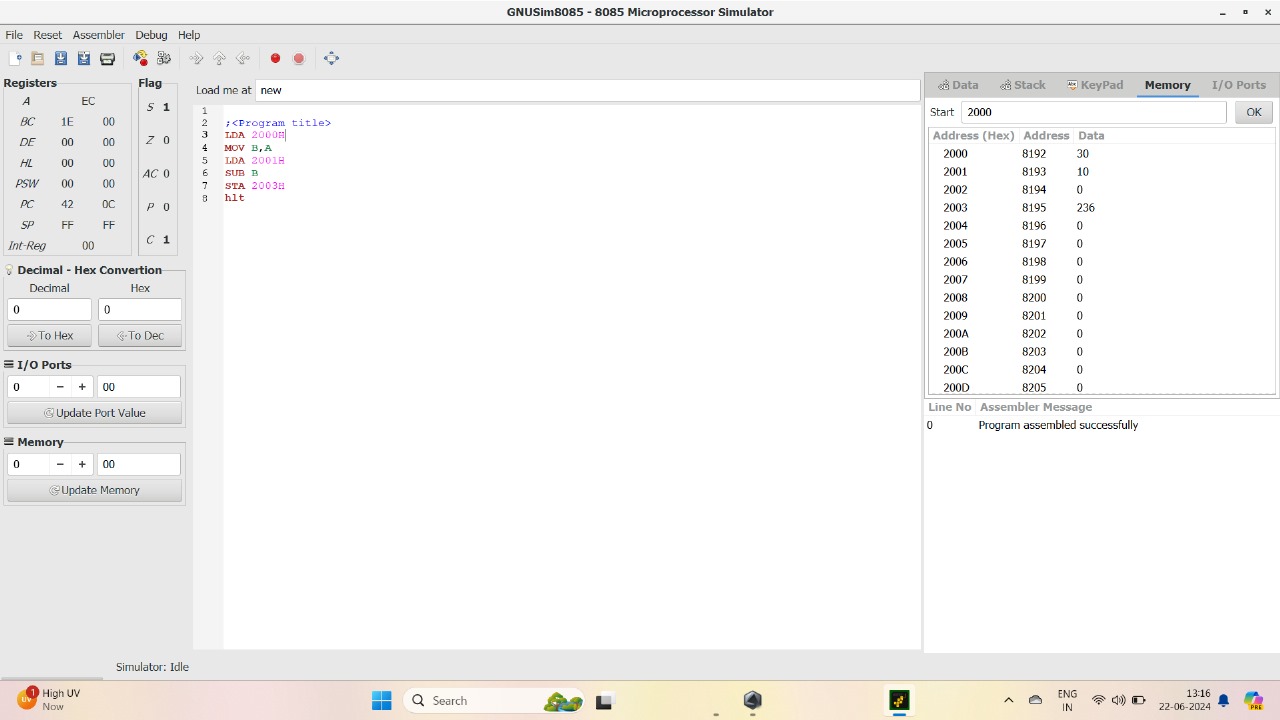 GNUSim8085 - 8085 Microprocessor Simulator
File Reset Assembler Debug Help
Registers
A EC
BC 1E 00
DE 00 00
HL 00 00
PSW 00 00
PC 42 0C
SP FF FF
Int-Reg 00
Flag
S 1
Z 0
AC 0
P 0
C 1
Decimal - Hex Convertion
Decimal Hex
0 0
To Hex To Dec
I/O Ports
0 − + 00
Update Port Value
Memory
0 − + 00
Update Memory
Load me at new
1
2 ;<Program title>
3 LDA 2000H
4 MOV B,A
5 LDA 2001H
6 SUB B
7 STA 2003H
8 hlt
Data Stack KeyPad Memory I/O Ports
Start 2000 OK
Address (Hex) Address Data
2000 8192 30
2001 8193 10
2002 8194 0
2003 8195 236
2004 8196 0
2005 8197 0
2006 8198 0
2007 8199 0
2008 8200 0
2009 8201 0
200A 8202 0
200B 8203 0
200C 8204 0
200D 8205 0
Line No Assembler Message
0 Program assembled successfully
Simulator: Idle
1
UV
High UV
Now
Search
ENG
IN
13:16
22-06-2024
PRE